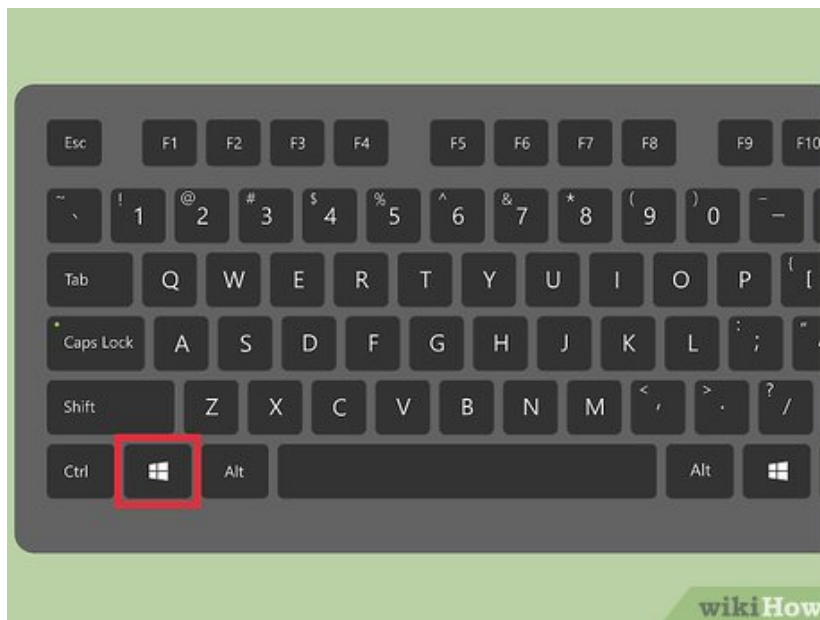 Esc F1 F2 F3 F4 F5 F6 F7 F8 F9 F10
~ ` ! 1 @ 2 # 3 $ 4 % 5 ^ 6 & 7 * 8 ( 9 ) 0 – —
Tab Q W E R T Y U I O P { [
Caps Lock A S D F G H J K L : ; "
Shift Z X C V B N M < , > . ? /
Ctrl Alt Alt
wikiHow